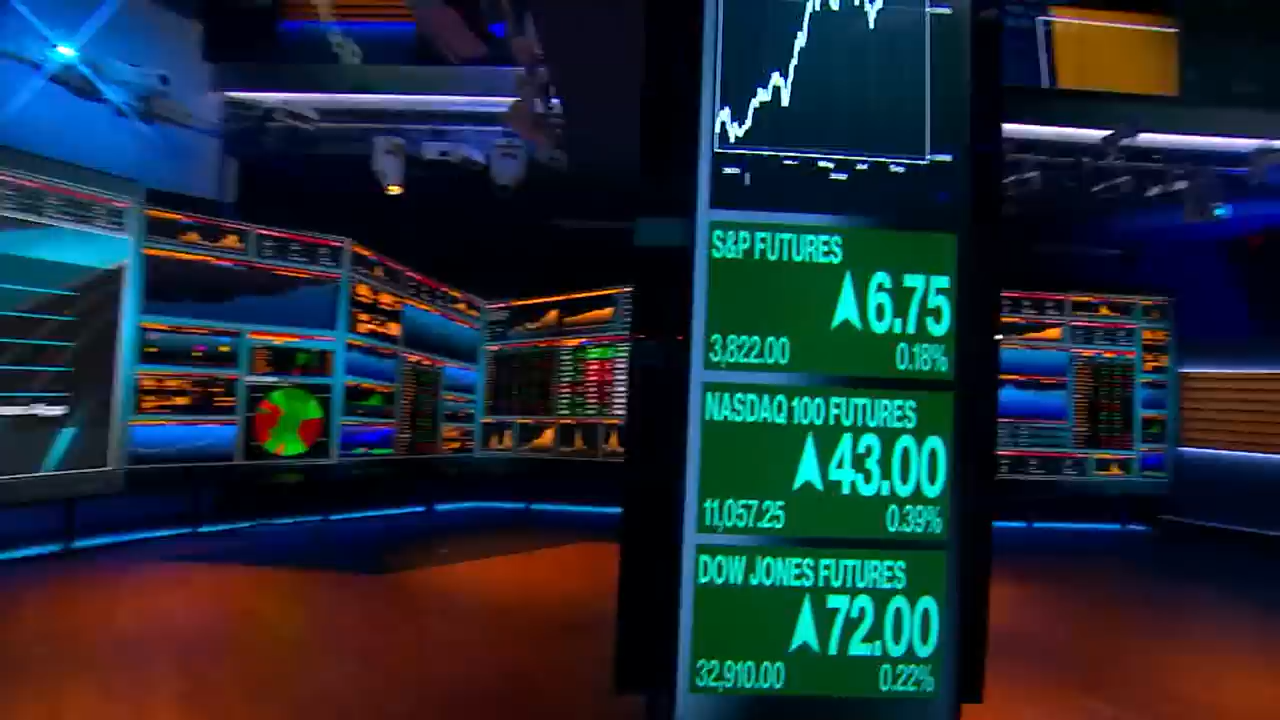 S&P FUTURES
6.75
3,822.00 0.18%
NASDAQ 100 FUTURES
43.00
11,057.25 0.39%
DOW JONES FUTURES
72.00
32,910.00 0.22%